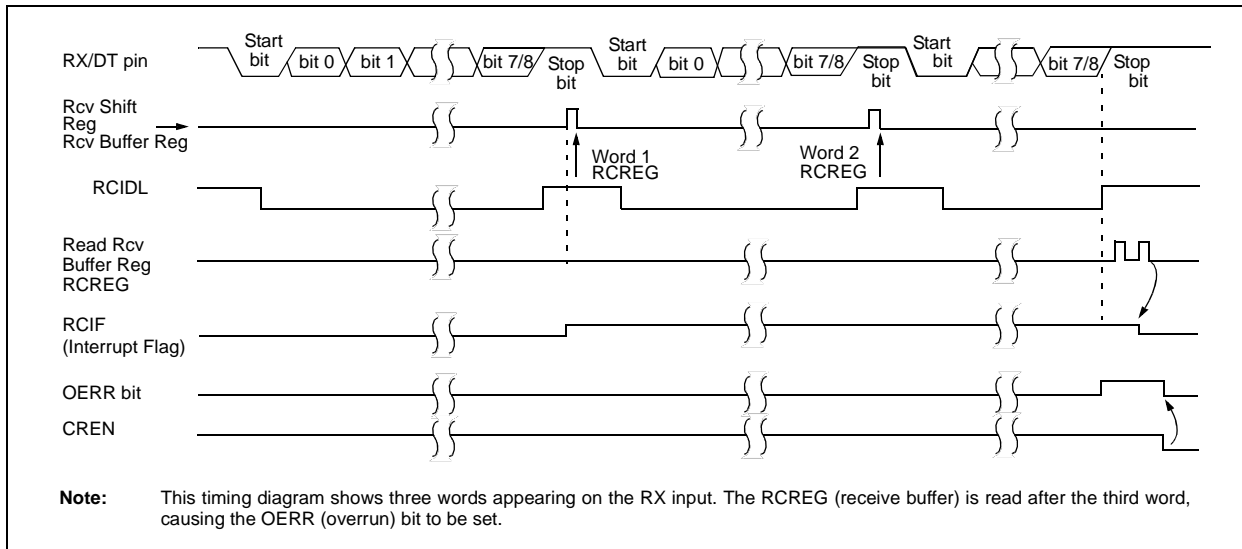 RX/DT pin
Start
bit
bit 0
bit 1
bit 7/8
Stop
bit
Start
bit
bit 0
bit 7/8
Stop
bit
Start
bit
bit 7/8
Stop
bit
Rcv Shift
Reg
Rcv Buffer Reg
Word 1
RCREG
Word 2
RCREG
RCIDL
Read Rcv
Buffer Reg
RCREG
RCIF
(Interrupt Flag)
OERR bit
CREN
Note: This timing diagram shows three words appearing on the RX input. The RCREG (receive buffer) is read after the third word,
causing the OERR (overrun) bit to be set.